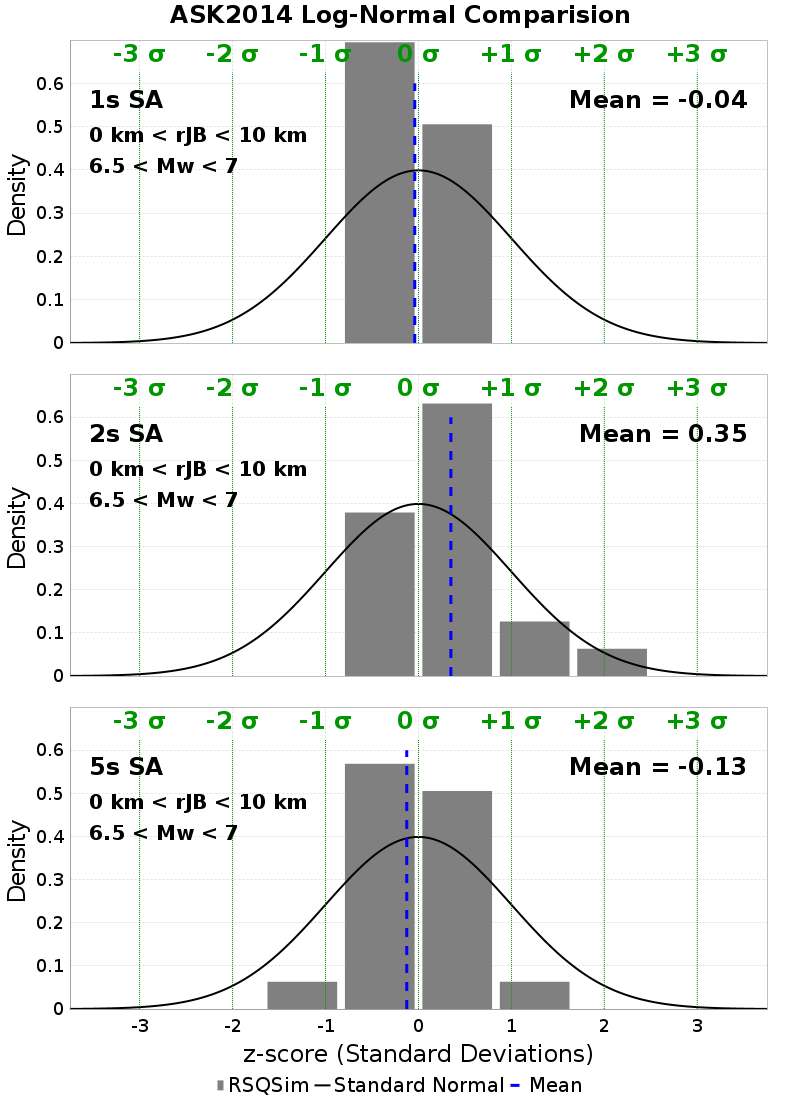 ASK2014 Log-Normal Comparision
-3 σ -2 σ -1 σ 0 σ +1 σ +2 σ +3 σ
1s SA Mean = -0.04
0 km < rJB < 10 km
6.5 < Mw < 7
Density
0.6
0.5
0.4
0.3
0.2
0.1
0
-3 σ -2 σ -1 σ 0 σ +1 σ +2 σ +3 σ
2s SA Mean = 0.35
0 km < rJB < 10 km
6.5 < Mw < 7
Density
0.6
0.5
0.4
0.3
0.2
0.1
0
-3 σ -2 σ -1 σ 0 σ +1 σ +2 σ +3 σ
5s SA Mean = -0.13
0 km < rJB < 10 km
6.5 < Mw < 7
Density
0.6
0.5
0.4
0.3
0.2
0.1
0
-3 -2 -1 0 1 2 3
z-score (Standard Deviations)
RSQSim Standard Normal Mean